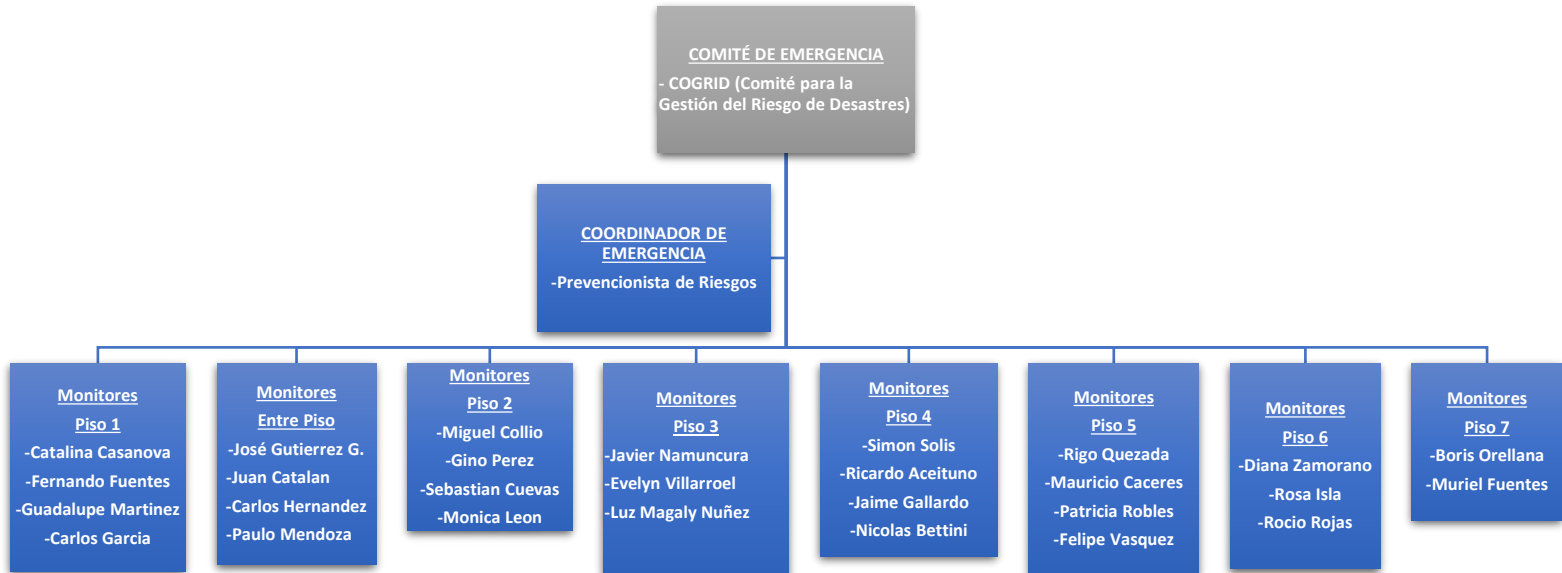 COMITÉ DE EMERGENCIA
- COGRID (Comité para la
Gestión del Riesgo de Desastres)
COORDINADOR DE
EMERGENCIA
-Prevencionista de Riesgos
Monitores
Piso 1
-Catalina Casanova
-Fernando Fuentes
-Guadalupe Martinez
-Carlos Garcia
Monitores
Entre Piso
-José Gutierrez G.
-Juan Catalan
-Carlos Hernandez
-Paulo Mendoza
Monitores
Piso 2
-Miguel Collio
-Gino Perez
-Sebastian Cuevas
-Monica Leon
Monitores
Piso 3
-Javier Namuncura
-Evelyn Villarroel
-Luz Magaly Nuñez
Monitores
Piso 4
-Simon Solis
-Ricardo Aceituno
-Jaime Gallardo
-Nicolas Bettini
Monitores
Piso 5
-Rigo Quezada
-Mauricio Caceres
-Patricia Robles
-Felipe Vasquez
Monitores
Piso 6
-Diana Zamorano
-Rosa Isla
-Rocio Rojas
Monitores
Piso 7
-Boris Orellana
-Muriel Fuentes